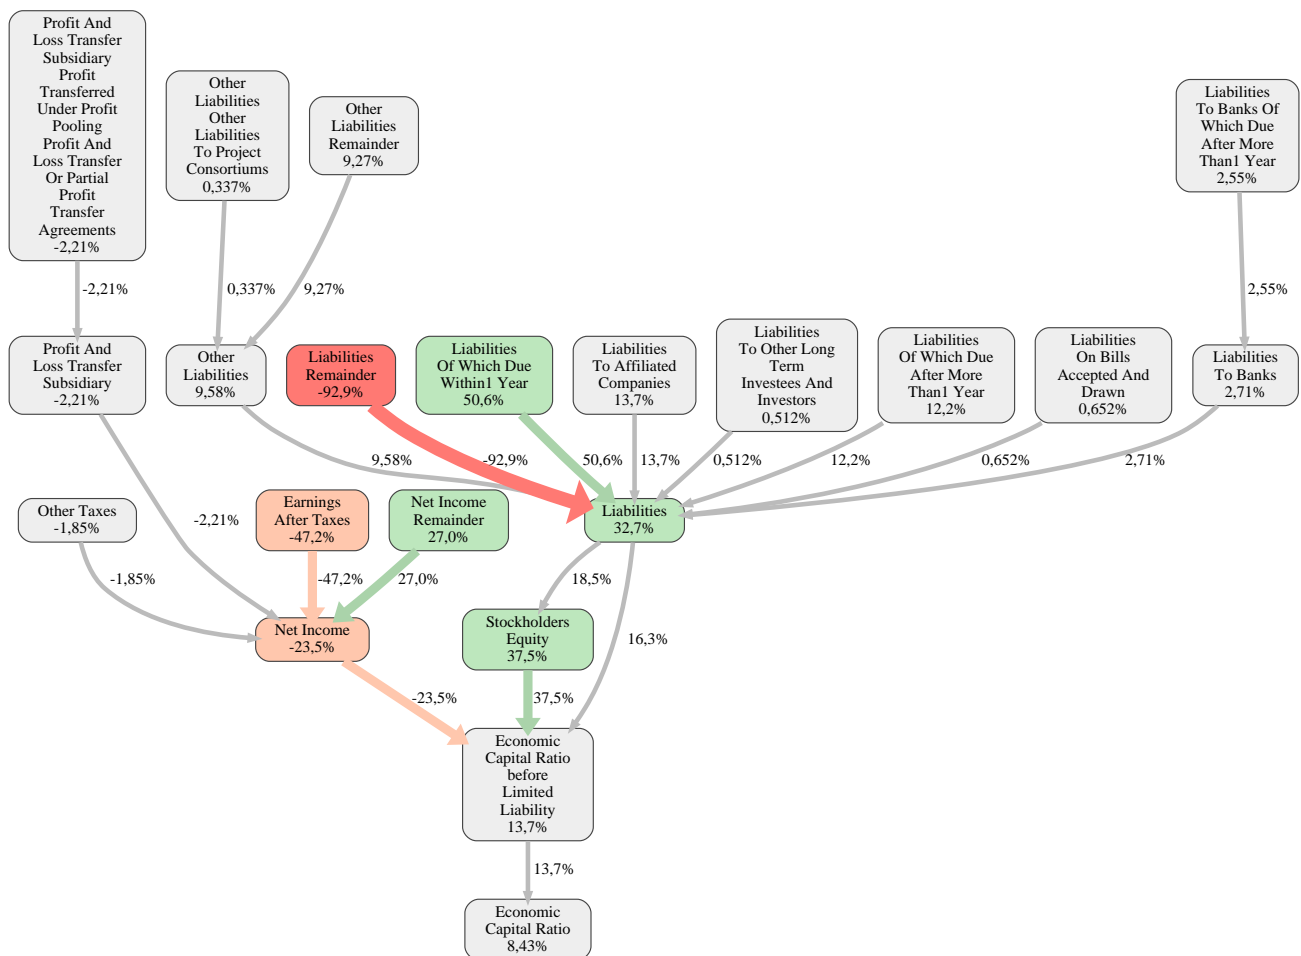 Profit And
Loss Transfer
Subsidiary
Profit
Transferred
Under Profit
Pooling
Profit And
Loss Transfer
Or Partial
Profit
Transfer
Agreements
-2,21%
Other
Liabilities
Other
Liabilities
To Project
Consortiums
0,337%
Other
Liabilities
Remainder
9,27%
Liabilities
To Banks Of
Which Due
After More
Than1 Year
2,55%
-2,21%
0,337%
9,27%
2,55%
Profit And
Loss Transfer
Subsidiary
-2,21%
Other
Liabilities
9,58%
Liabilities
Remainder
-92,9%
Liabilities
Of Which Due
Within1 Year
50,6%
Liabilities
To Affiliated
Companies
13,7%
Liabilities
To Other Long
Term
Investees And
Investors
0,512%
Liabilities
Of Which Due
After More
Than1 Year
12,2%
Liabilities
On Bills
Accepted And
Drawn
0,652%
Liabilities
To Banks
2,71%
9,58%
-92,9%
50,6%
13,7%
0,512%
12,2%
0,652%
2,71%
Other Taxes
-1,85%
-2,21%
Earnings
After Taxes
-47,2%
Net Income
Remainder
27,0%
Liabilities
32,7%
-1,85%
-47,2%
27,0%
18,5%
Net Income
-23,5%
Stockholders
Equity
37,5%
16,3%
-23,5%
37,5%
Economic
Capital Ratio
before
Limited
Liability
13,7%
13,7%
Economic
Capital Ratio
8,43%